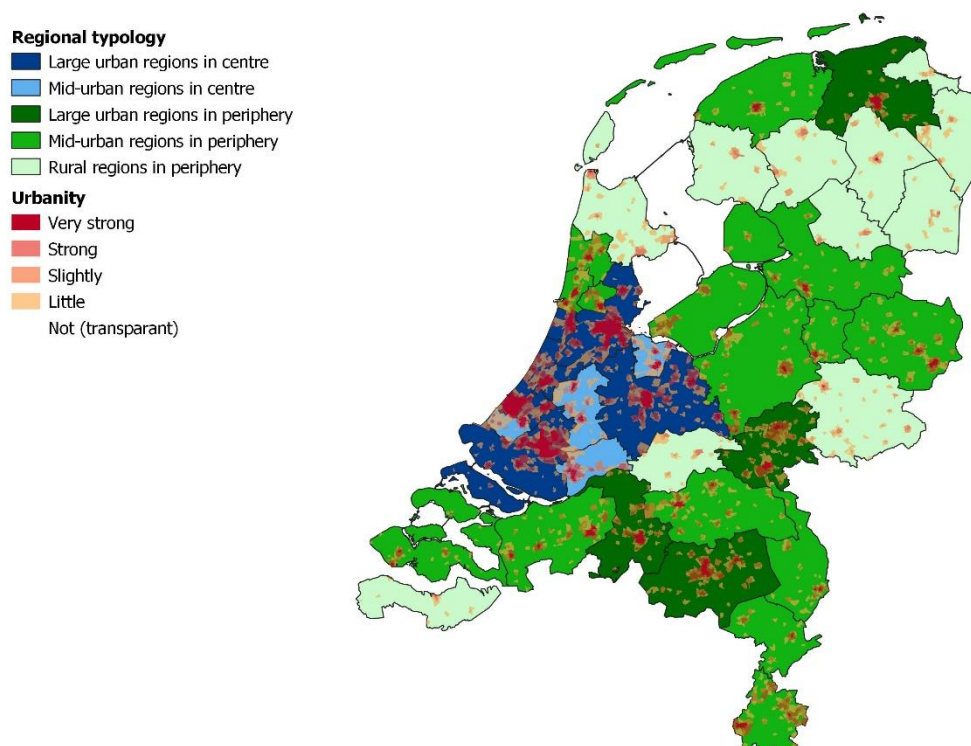 Regional typology
Large urban regions in centre
Mid-urban regions in centre
Large urban regions in periphery
Mid-urban regions in periphery
Rural regions in periphery
Urbanity
Very strong
Strong
Slightly
Little
Not (transparant)